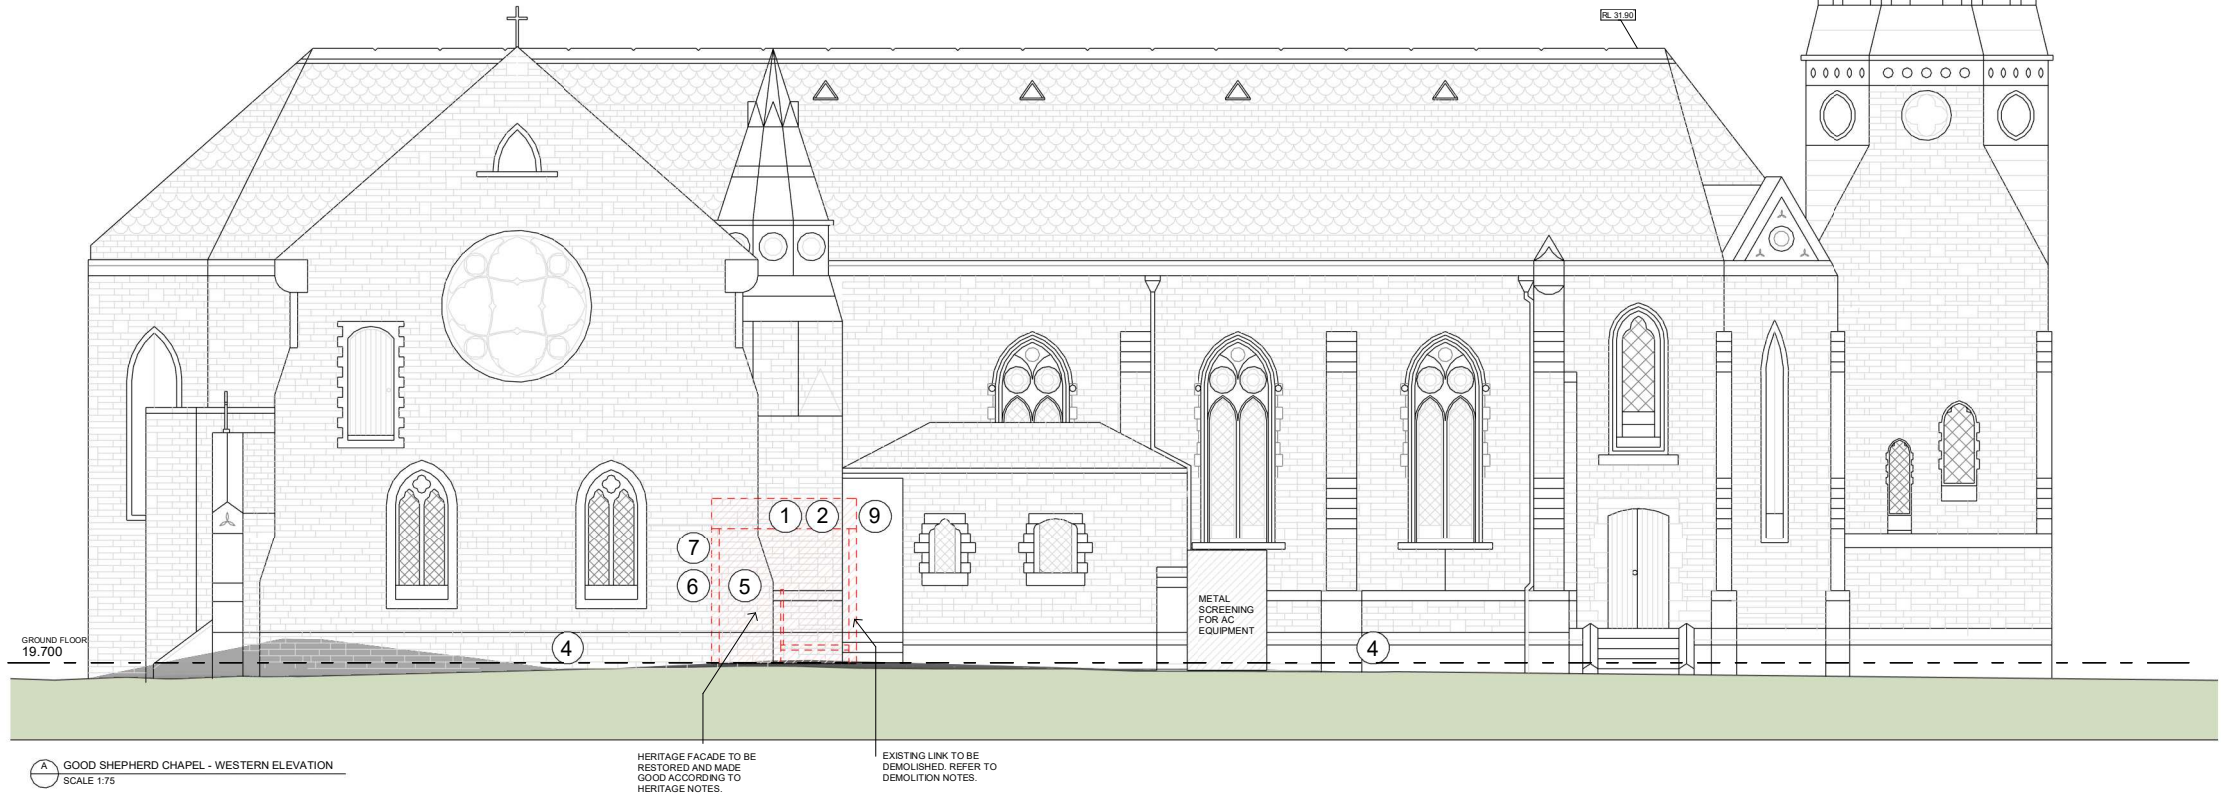 RL 31.90
1
2
9
7
6
5
METAL
SCREENING
FOR AC
EQUIPMENT
GROUND FLOOR
19.700
4
4
HERITAGE FACADE TO BE
RESTORED AND MADE
GOOD ACCORDING TO
HERITAGE NOTES.
EXISTING LINK TO BE
DEMOLISHED. REFER TO
DEMOLITION NOTES.
A
GOOD SHEPHERD CHAPEL - WESTERN ELEVATION
SCALE 1:75